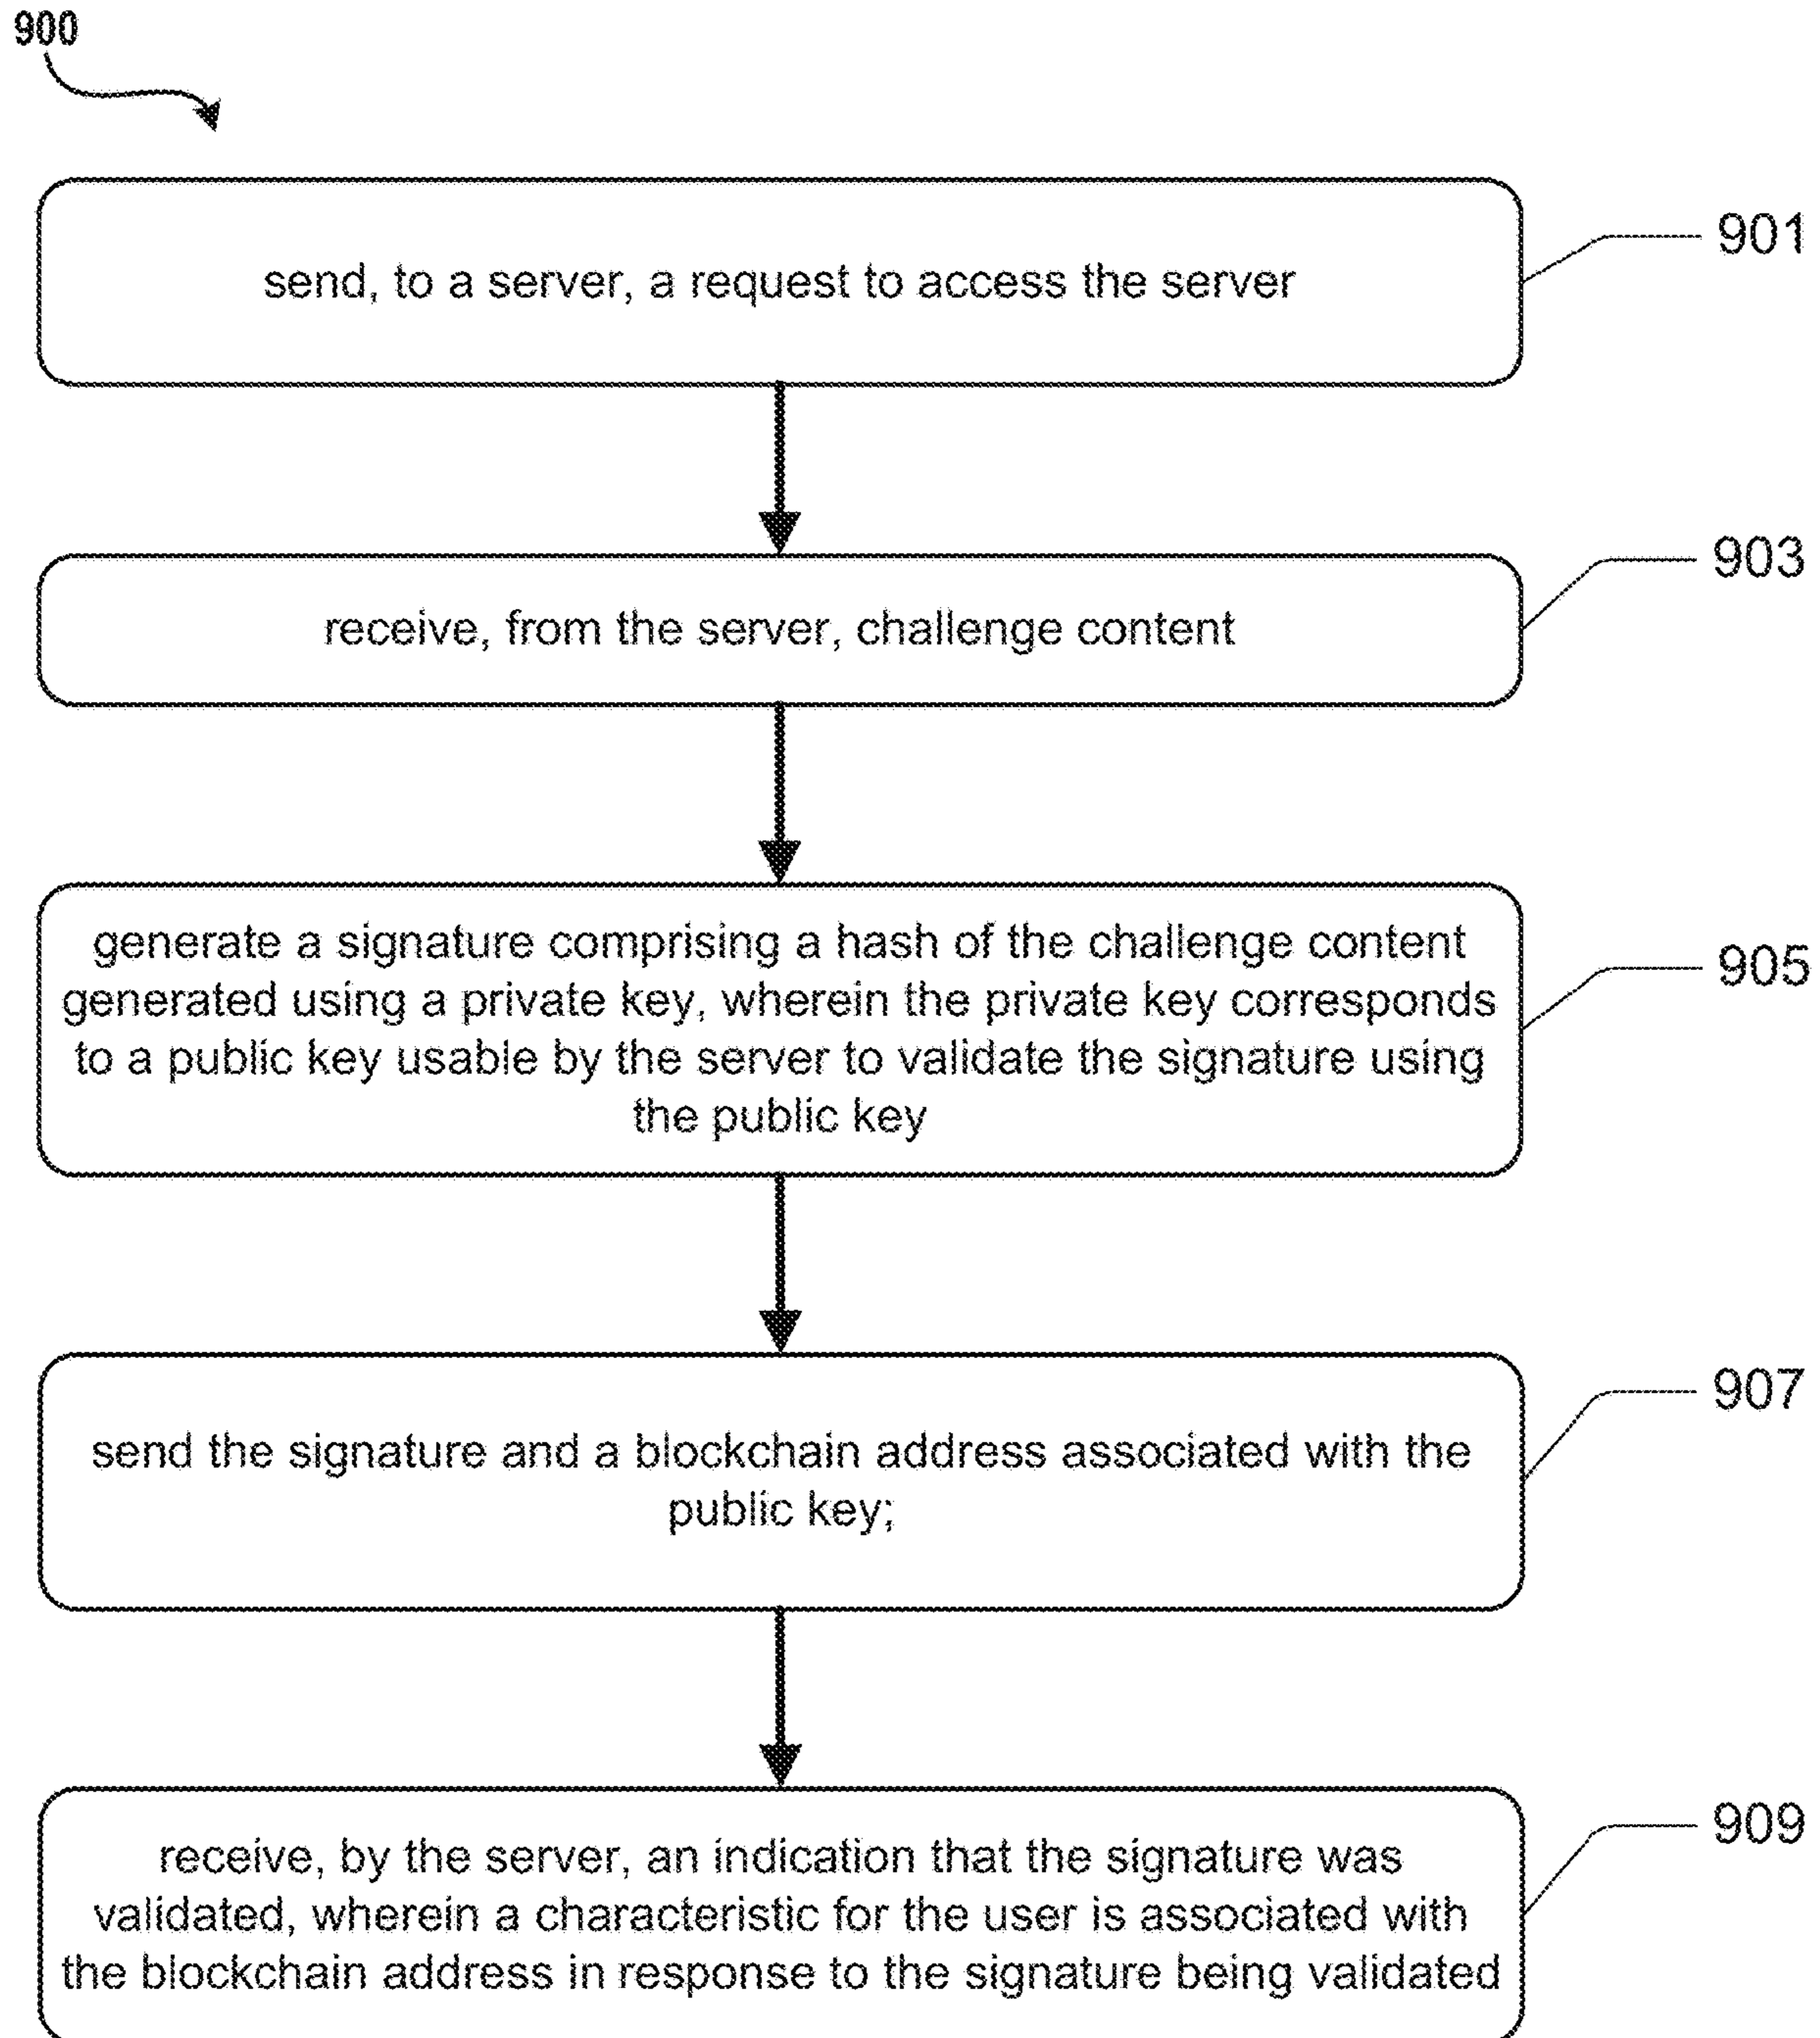 900
send, to a server, a request to access the server
901
receive, from the server, challenge content
903
generate a signature comprising a hash of the challenge content
generated using a private key, wherein the private key corresponds
to a public key usable by the server to validate the signature using
the public key
905
send the signature and a blockchain address associated with the
public key;
907
receive, by the server, an indication that the signature was
validated, wherein a characteristic for the user is associated with
the blockchain address in response to the signature being validated
909